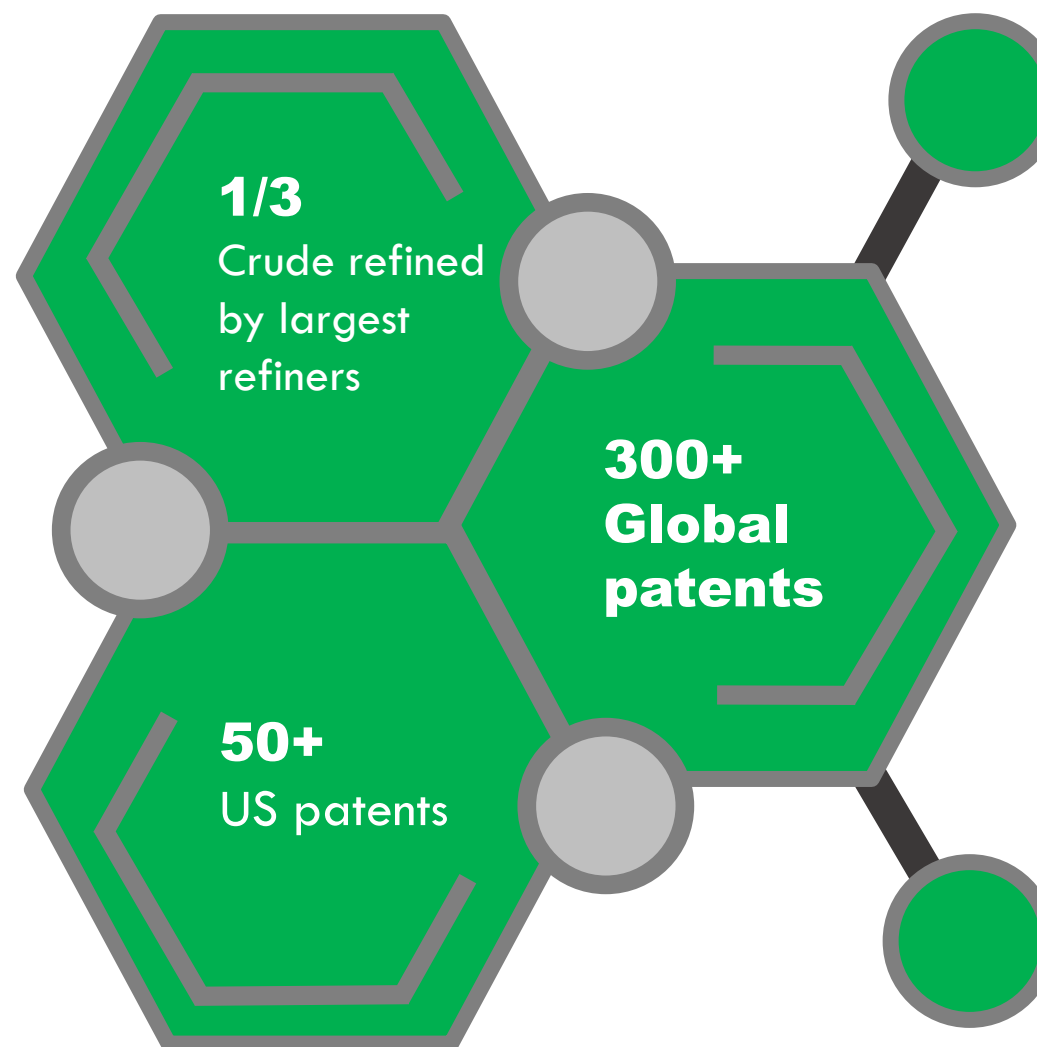 1/3
Crude refined
by largest
refiners
300+
Global
patents
50+
US patents